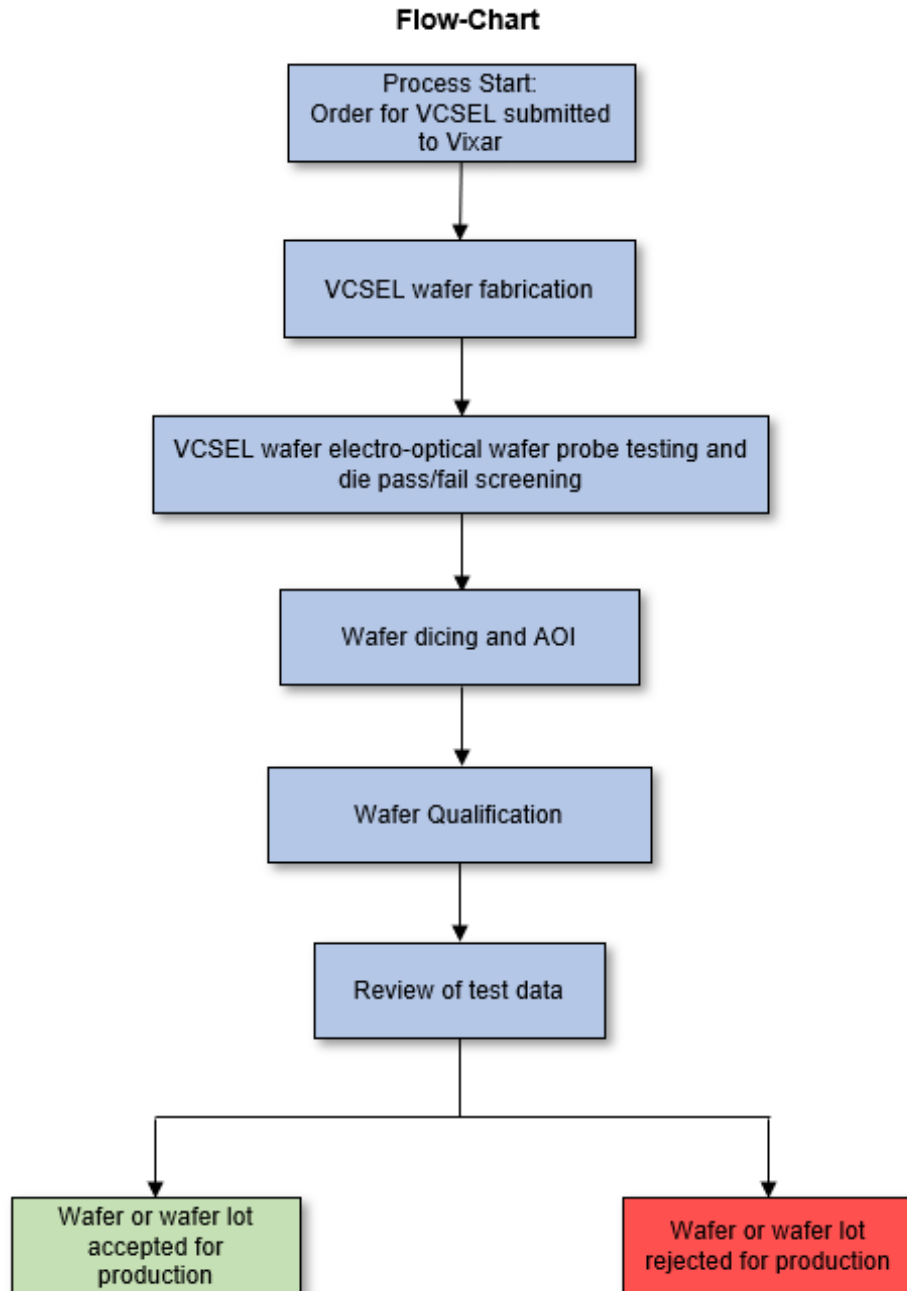 Flow-Chart
Process Start:
Order for VCSEL submitted
to Vixar
VCSEL wafer fabrication
VCSEL wafer electro-optical wafer probe testing and
die pass/fail screening
Wafer dicing and AOI
Wafer Qualification
Review of test data
Wafer or wafer lot
accepted for
production
Wafer or wafer lot
rejected for production